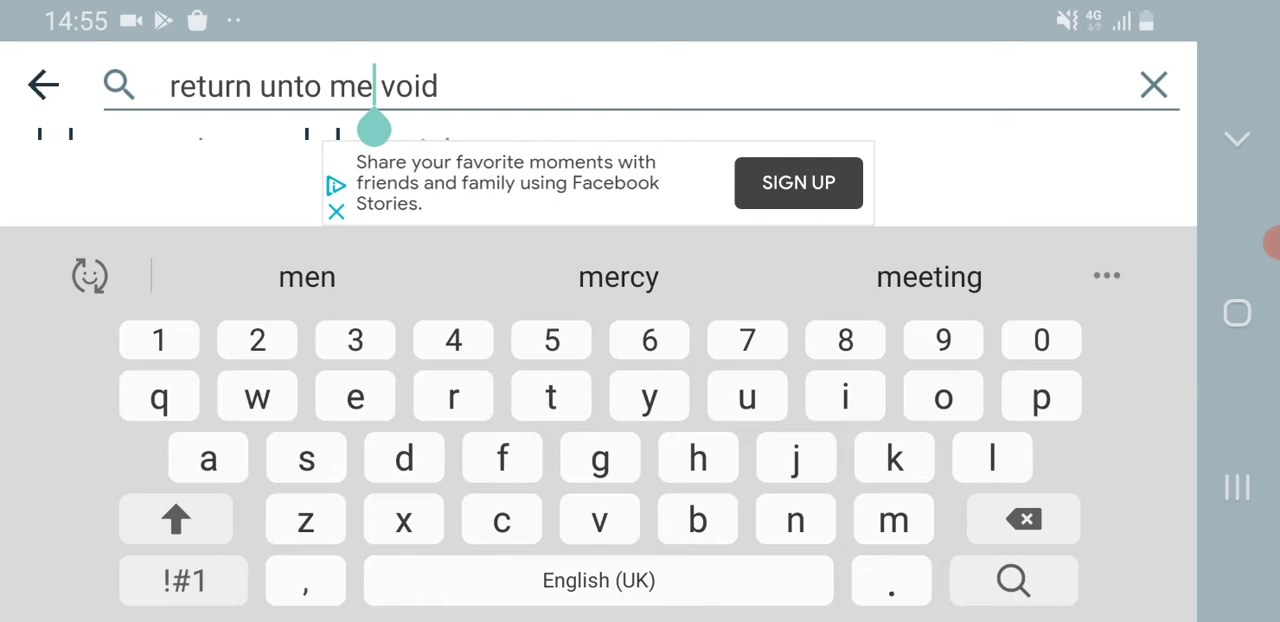 14:55 4G
return unto me void
Share your favorite moments with
friends and family using Facebook
Stories.
SIGN UP
men mercy meeting
1 2 3 4 5 6 7 8 9 0
q w e r t y u i o p
a s d f g h j k l
z x c v b n m
!#1 , English (UK) .